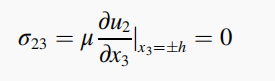 σ₂₃ = μ ∂u₂/∂x₃ |ₓ₃₌±ₕ = 0